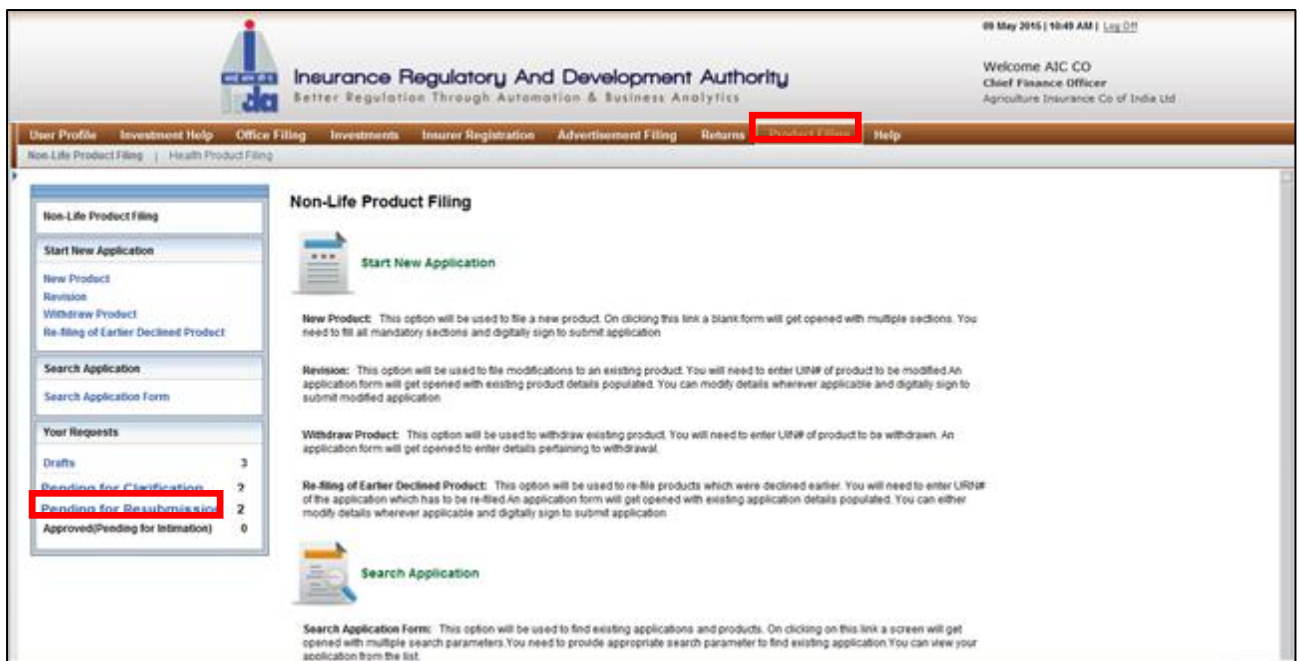 09 May 2015 | 10:49 AM | Log Off
Insurance Regulatory And Development Authority
Better Regulation Through Automation & Business Analytics
Welcome AIC CO
Chief Finance Officer
Agriculture Insurance Co of India Ltd
User Profile Investment Help Office Filing Investments Insurer Registration Advertisement Filing Returns Product Filing Help
Non-Life Product Filing | Health Product Filing
Non-Life Product Filing
Start New Application
New Product
Revision
Withdraw Product
Re-filing of Earlier Declined Product
Search Application
Search Application Form
Your Requests
Drafts 3
Pending for Clarification 2
Pending for Resubmission 2
Approved(Pending for Intimation) 0
Non-Life Product Filing
Start New Application
New Product: This option will be used to file a new product. On clicking this link a blank form will get opened with multiple sections. You
need to fill all mandatory sections and digitally sign to submit application
Revision: This option will be used to file modifications to an existing product. You will need to enter UIN# of product to be modified.An
application form will get opened with existing product details populated. You can modify details wherever applicable and digitally sign to
submit modified application
Withdraw Product: This option will be used to withdraw existing product. You will need to enter UIN# of product to be withdrawn. An
application form will get opened to enter details pertaining to withdrawal.
Re-filing of Earlier Declined Product: This option will be used to re-file products which were declined earlier. You will need to enter URN#
of the application which has to be re-filed.An application form will get opened with existing application details populated. You can either
modify details wherever applicable and digitally sign to submit application
Search Application
Search Application Form: This option will be used to find existing applications and products. On clicking on this link a screen will get
opened with multiple search parameters.You need to provide appropriate search parameter to find existing application.You can view your
application from the list.